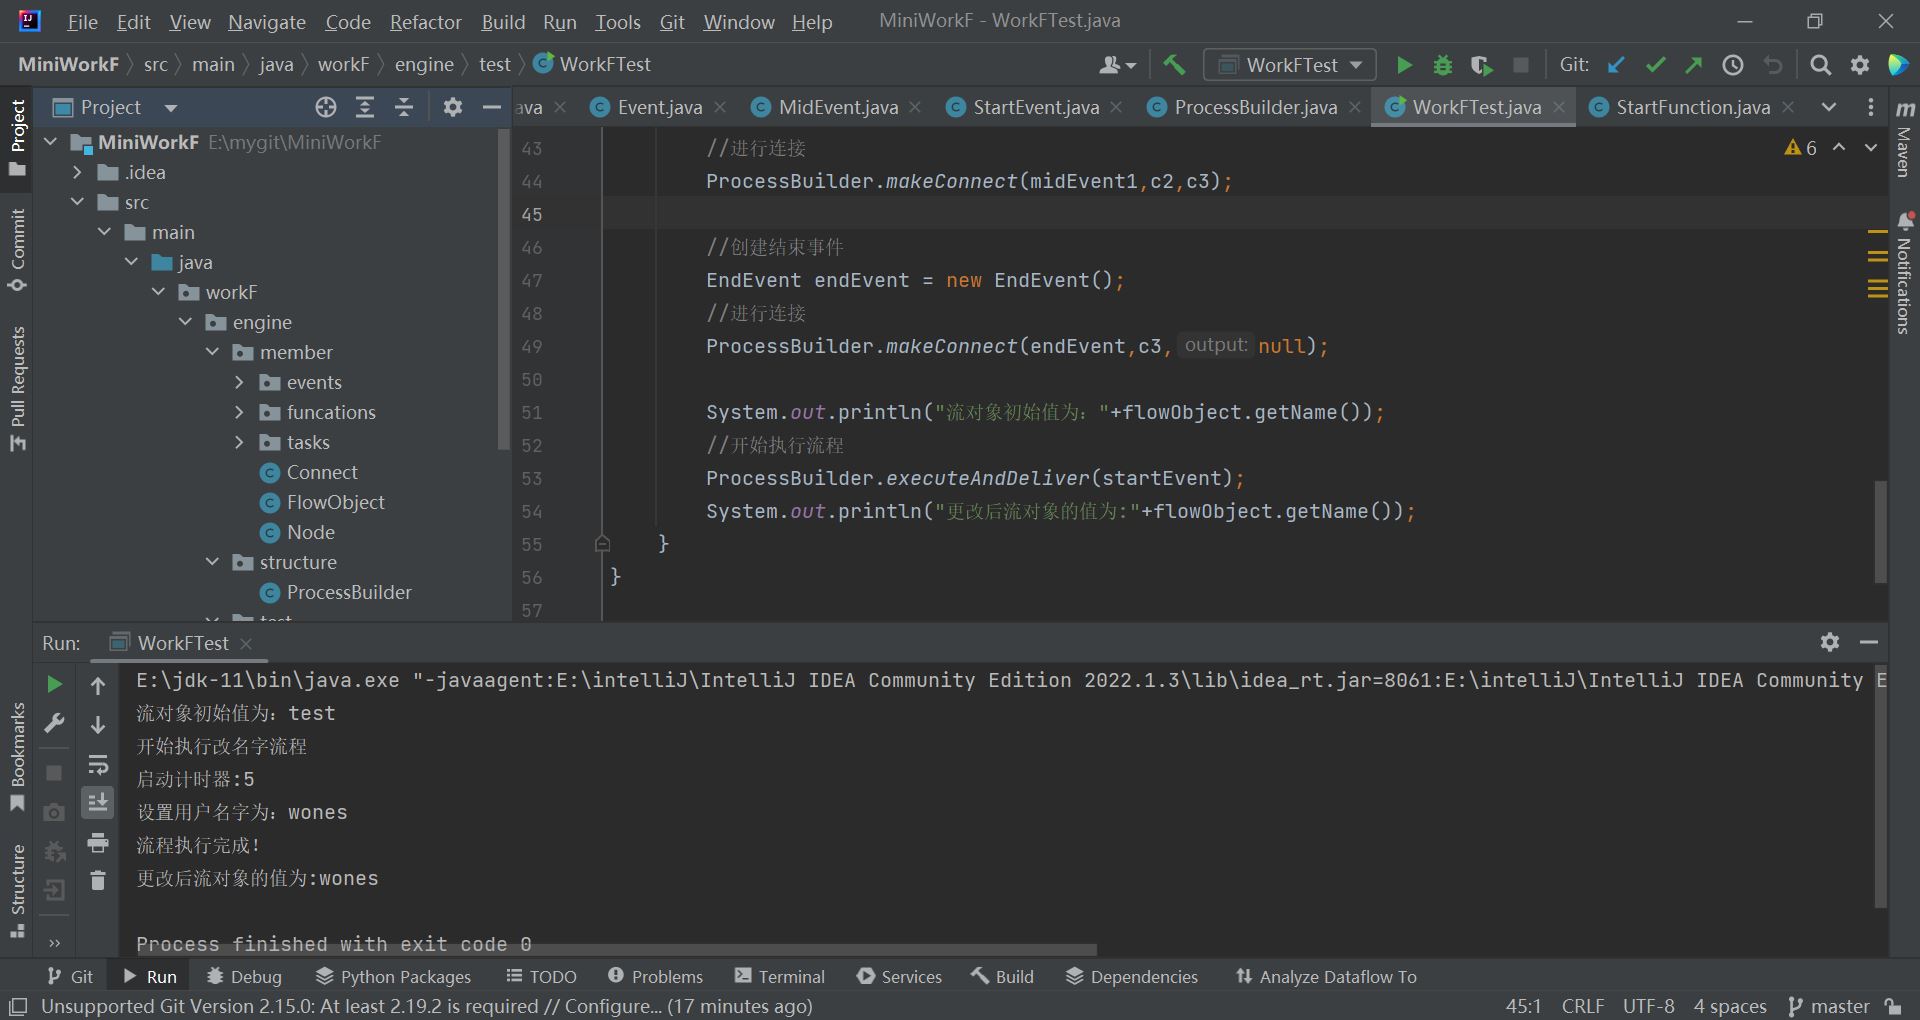 File Edit View Navigate Code Refactor Build Run Tools Git Window Help MiniWorkF - WorkFTest.java
MiniWorkF src main java workF engine test WorkFTest WorkFTest Git:
Project
ava Event.java MidEvent.java StartEvent.java ProcessBuilder.java WorkFTest.java StartFunction.java
MiniWorkF E:\mygit\MiniWorkF
.idea
src
main
java
workF
engine
member
events
funcations
tasks
Connect
FlowObject
Node
structure
ProcessBuilder
test
6
43 //进行连接
44 ProcessBuilder.makeConnect(midEvent1,c2,c3);
45
46 //创建结束事件
47 EndEvent endEvent = new EndEvent();
48 //进行连接
49 ProcessBuilder.makeConnect(endEvent,c3, output: null);
50
51 System.out.println("流对象初始值为："+flowObject.getName());
52 //开始执行流程
53 ProcessBuilder.executeAndDeliver(startEvent);
54 System.out.println("更改后流对象的值为:"+flowObject.getName());
55 }
56 }
57
Project
Commit
Pull Requests
Bookmarks
Structure
Maven
Notifications
Run: WorkFTest
E:\jdk-11\bin\java.exe "-javaagent:E:\intelliJ\IntelliJ IDEA Community Edition 2022.1.3\lib\idea_rt.jar=8061:E:\intelliJ\IntelliJ IDEA Community E
流对象初始值为：test
开始执行改名字流程
启动计时器:5
设置用户名字为：wones
流程执行完成！
更改后流对象的值为:wones
Process finished with exit code 0
Git Run Debug Python Packages TODO Problems Terminal Services Build Dependencies Analyze Dataflow To
Unsupported Git Version 2.15.0: At least 2.19.2 is required // Configure... (17 minutes ago) 45:1 CRLF UTF-8 4 spaces master